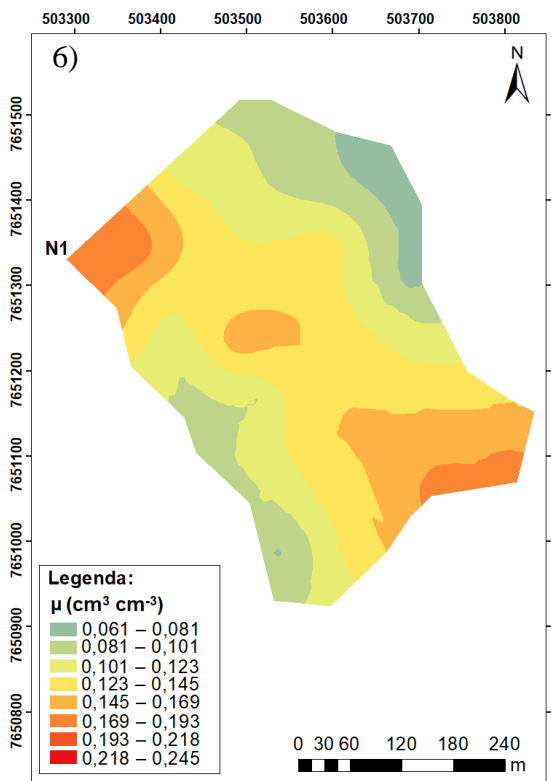 503300 503400 503500 503600 503700 503800
б)
N
7651500
7651400
N1
7651300
7651200
7651100
7651000
7650900
7650800
Legenda:
μ (cm³ cm⁻³)
0,061 – 0,081
0,081 – 0,101
0,101 – 0,123
0,123 – 0,145
0,145 – 0,169
0,169 – 0,193
0,193 – 0,218
0,218 – 0,245
0 30 60 120 180 240
m